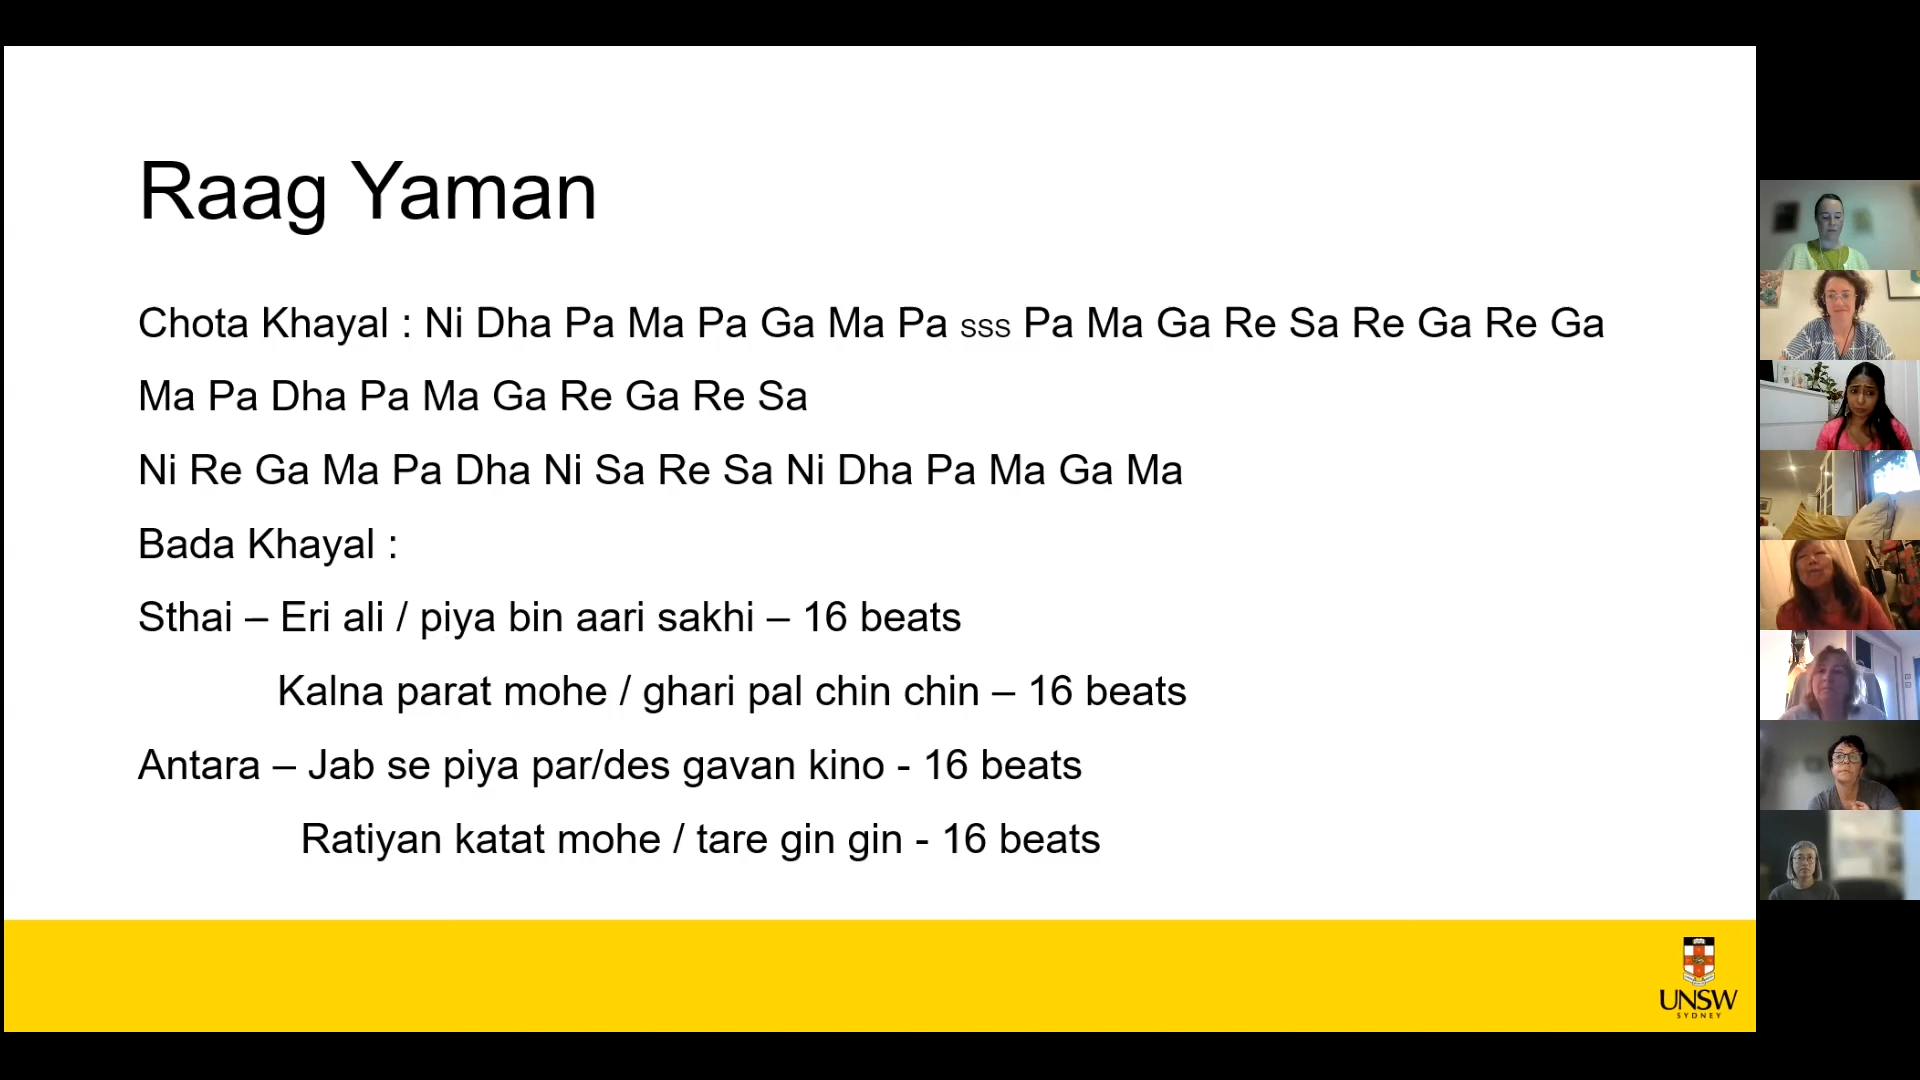 Raag Yaman
Chota Khayal : Ni Dha Pa Ma Pa Ga Ma Pa sss Pa Ma Ga Re Sa Re Ga Re Ga
Ma Pa Dha Pa Ma Ga Re Ga Re Sa
Ni Re Ga Ma Pa Dha Ni Sa Re Sa Ni Dha Pa Ma Ga Ma
Bada Khayal :
Sthai – Eri ali / piya bin aari sakhi – 16 beats
Kalna parat mohe / ghari pal chin chin – 16 beats
Antara – Jab se piya par/des gavan kino - 16 beats
Ratiyan katat mohe / tare gin gin - 16 beats
UNSW
SYDNEY